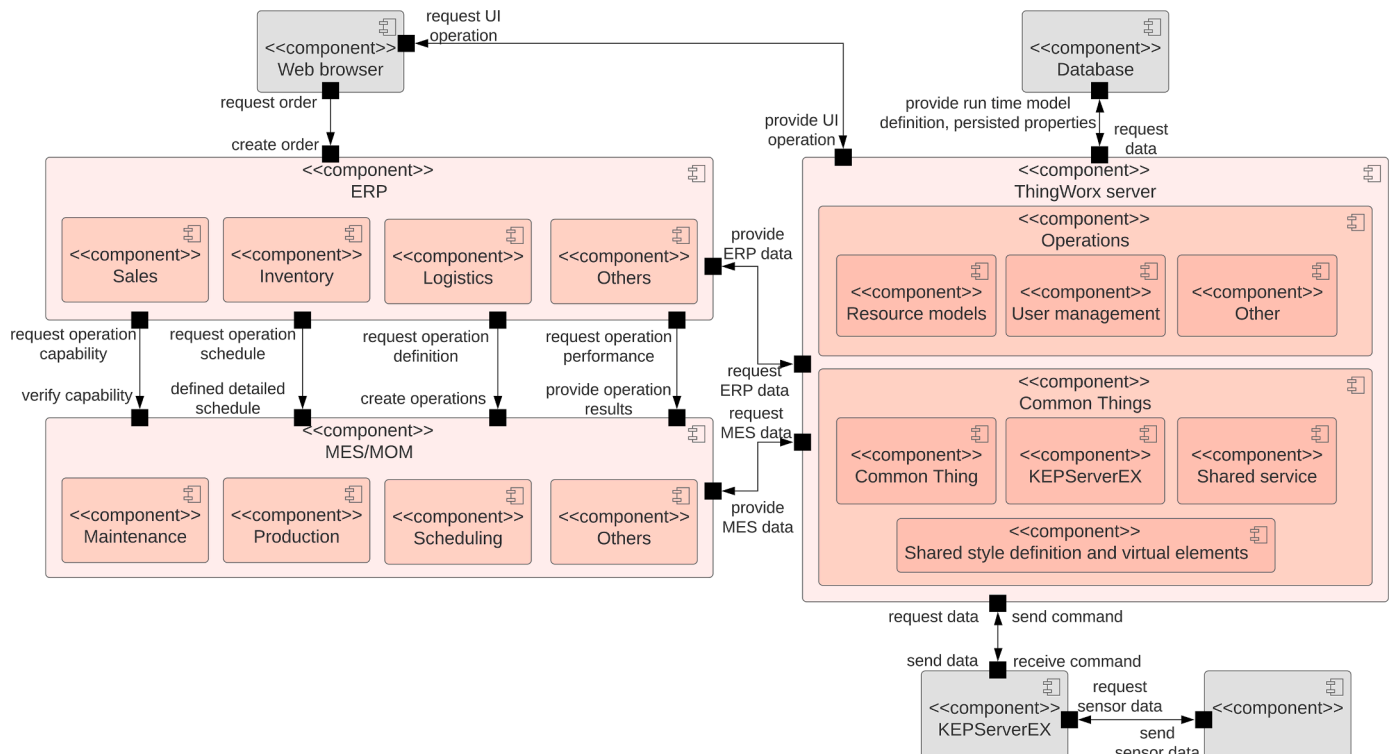 request UI
operation
<<component>>
Web browser
<<component>>
Database
request order
create order
provide UI
operation
provide run time model
definition, persisted properties
request
data
<<component>>
ERP
<<component>>
Sales
<<component>>
Inventory
<<component>>
Logistics
<<component>>
Others
provide
ERP data
request
ERP data
<<component>>
ThingWorx server
<<component>>
Operations
<<component>>
Resource models
<<component>>
User management
<<component>>
Other
request operation
capability
request operation
schedule
request operation
definition
request operation
performance
verify capability
defined detailed
schedule
create operations
provide operation
results
<<component>>
MES/MOM
<<component>>
Maintenance
<<component>>
Production
<<component>>
Scheduling
<<component>>
Others
request
MES data
provide
MES data
<<component>>
Common Things
<<component>>
Common Thing
<<component>>
KEPServerEX
<<component>>
Shared service
<<component>>
Shared style definition and virtual elements
request data
send command
send data
receive command
<<component>>
KEPServerEX
request
sensor data
send
sensor data
<<component>>